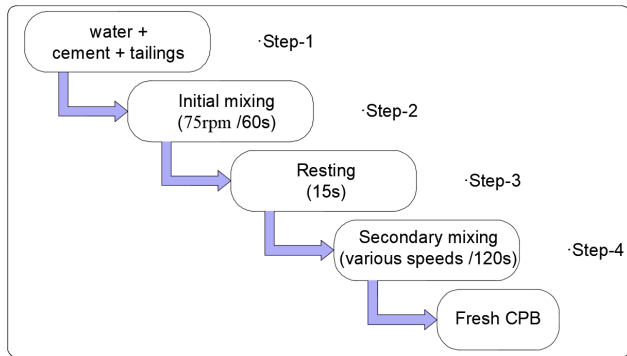 water +
cement + tailings
·Step-1
Initial mixing
(75rpm /60s)
·Step-2
Resting
(15s)
·Step-3
Secondary mixing
(various speeds /120s)
·Step-4
Fresh CPB